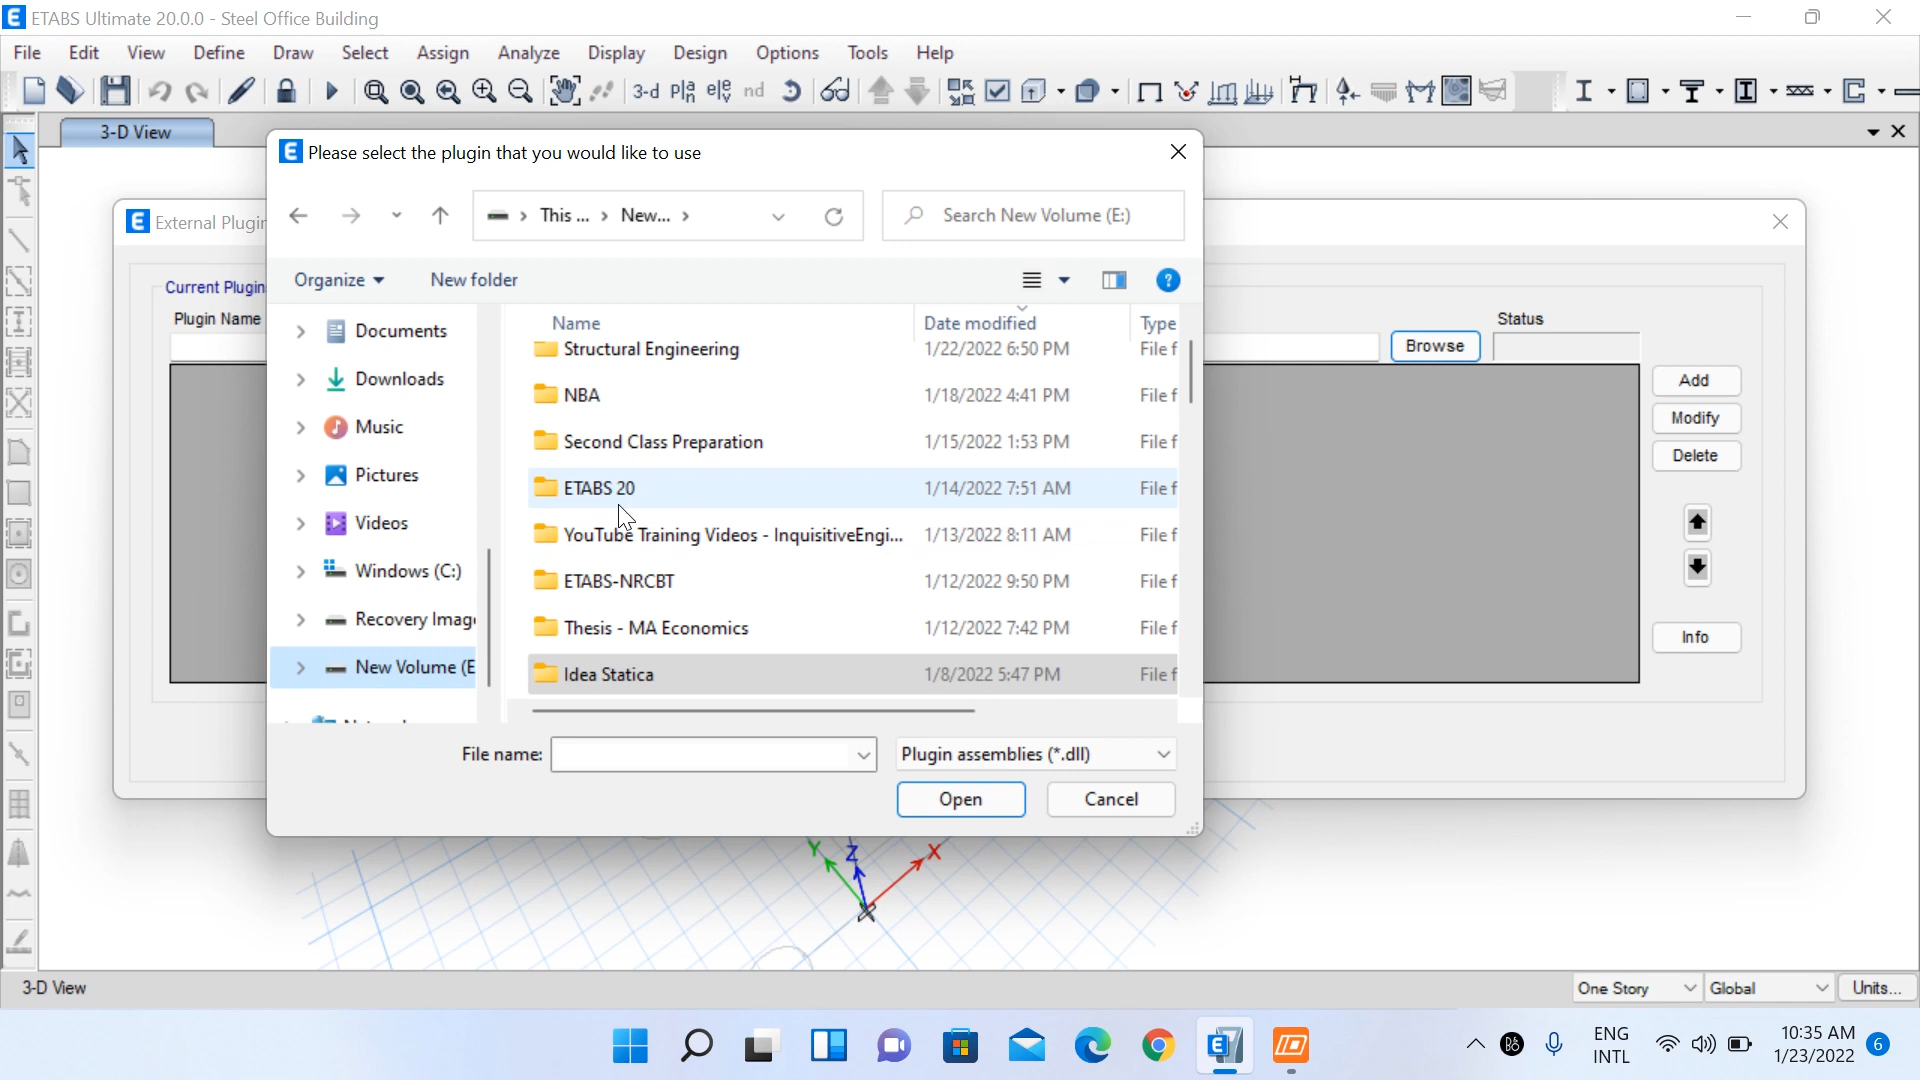 ETABS Ultimate 20.0.0 - Steel Office Building
File Edit View Define Draw Select Assign Analyze Display Design Options Tools Help
3-d nd
3-D View
Please select the plugin that you would like to use
External Plugin
This ... › New... ›
Search New Volume (E:)
Organize New folder
Current Plugin
Plugin Name
Status
Browse
Add
Modify
Delete
Info
Documents
Downloads
Music
Pictures
Videos
Windows (C:)
Recovery Imag
New Volume (E
Name Date modified Type
Structural Engineering 1/22/2022 6:50 PM File f
NBA 1/18/2022 4:41 PM File f
Second Class Preparation 1/15/2022 1:53 PM File f
ETABS 20 1/14/2022 7:51 AM File f
YouTube Training Videos - InquisitiveEngi... 1/13/2022 8:11 AM File f
ETABS-NRCBT 1/12/2022 9:50 PM File f
Thesis - MA Economics 1/12/2022 7:42 PM File f
Idea Statica 1/8/2022 5:47 PM File f
File name:
Plugin assemblies (*.dll)
Open Cancel
Y Z X
3-D View
One Story Global Units...
ENG
INTL
10:35 AM
1/23/2022
6